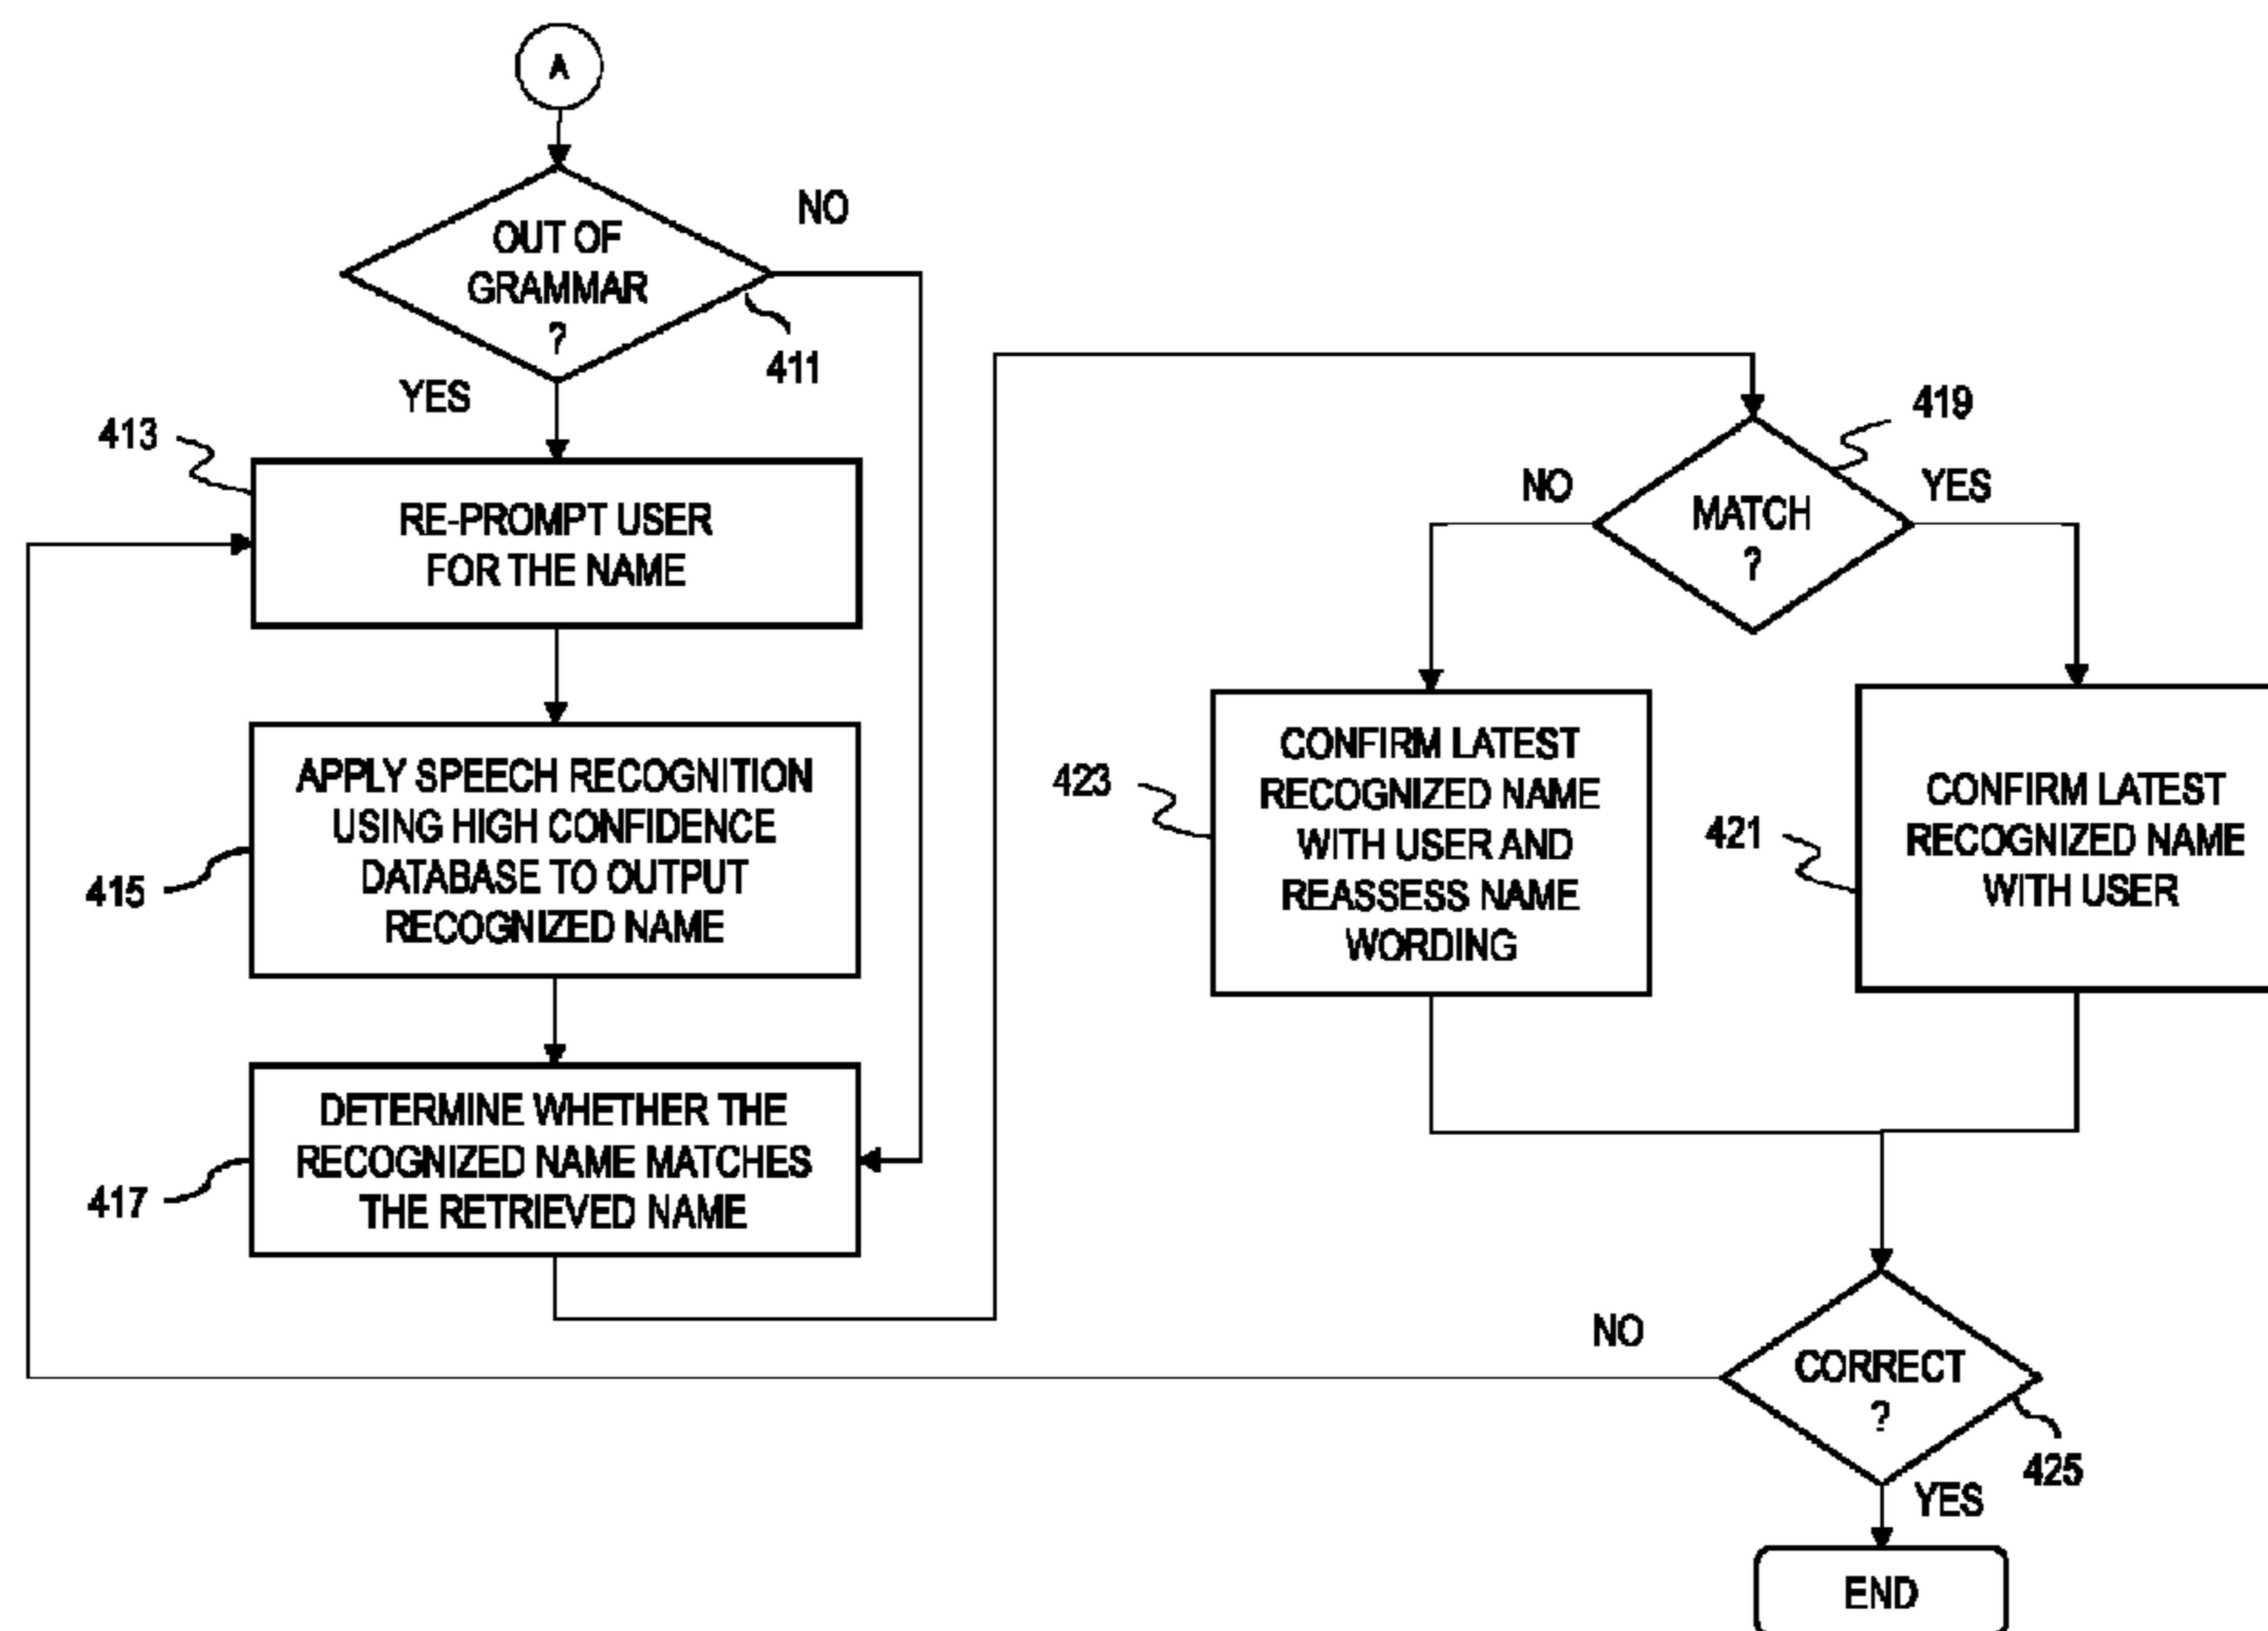 A
OUT OF
GRAMMAR
?
NO
411
YES
413
RE-PROMPT USER
FOR THE NAME
APPLY SPEECH RECOGNITION
USING HIGH CONFIDENCE
DATABASE TO OUTPUT
RECOGNIZED NAME
415
DETERMINE WHETHER THE
RECOGNIZED NAME MATCHES
THE RETRIEVED NAME
417
419
NO
MATCH
?
YES
423
CONFIRM LATEST
RECOGNIZED NAME
WITH USER AND
REASSESS NAME
WORDING
421
CONFIRM LATEST
RECOGNIZED NAME
WITH USER
NO
CORRECT
?
425
YES
END